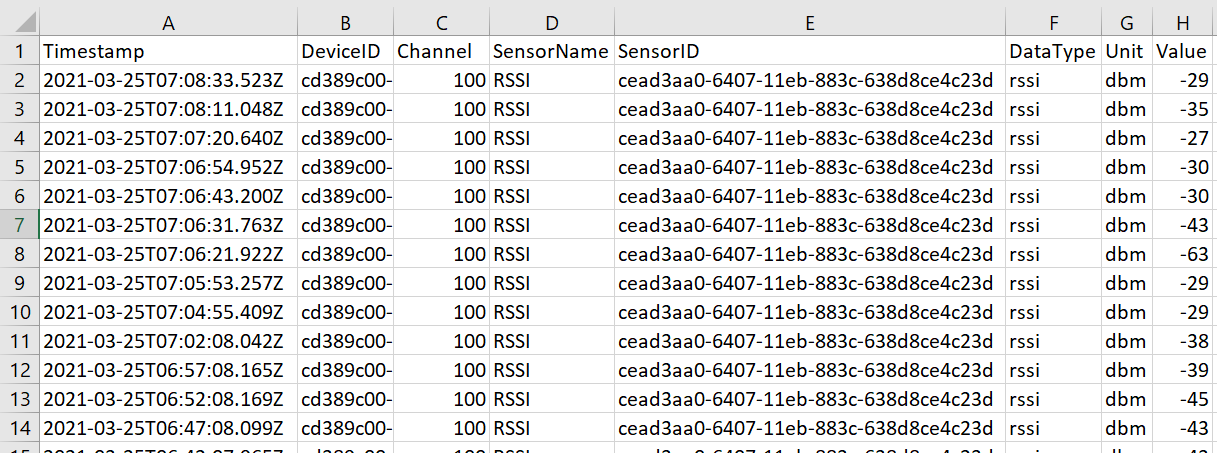 A B C D E F G H
1 Timestamp DeviceID Channel SensorName SensorID DataType Unit Value
2 2021-03-25T07:08:33.523Z cd389c00- 100 RSSI cead3aa0-6407-11eb-883c-638d8ce4c23d rssi dbm -29
3 2021-03-25T07:08:11.048Z cd389c00- 100 RSSI cead3aa0-6407-11eb-883c-638d8ce4c23d rssi dbm -35
4 2021-03-25T07:07:20.640Z cd389c00- 100 RSSI cead3aa0-6407-11eb-883c-638d8ce4c23d rssi dbm -27
5 2021-03-25T07:06:54.952Z cd389c00- 100 RSSI cead3aa0-6407-11eb-883c-638d8ce4c23d rssi dbm -30
6 2021-03-25T07:06:43.200Z cd389c00- 100 RSSI cead3aa0-6407-11eb-883c-638d8ce4c23d rssi dbm -30
7 2021-03-25T07:06:31.763Z cd389c00- 100 RSSI cead3aa0-6407-11eb-883c-638d8ce4c23d rssi dbm -43
8 2021-03-25T07:06:21.922Z cd389c00- 100 RSSI cead3aa0-6407-11eb-883c-638d8ce4c23d rssi dbm -63
9 2021-03-25T07:05:53.257Z cd389c00- 100 RSSI cead3aa0-6407-11eb-883c-638d8ce4c23d rssi dbm -29
10 2021-03-25T07:04:55.409Z cd389c00- 100 RSSI cead3aa0-6407-11eb-883c-638d8ce4c23d rssi dbm -29
11 2021-03-25T07:02:08.042Z cd389c00- 100 RSSI cead3aa0-6407-11eb-883c-638d8ce4c23d rssi dbm -38
12 2021-03-25T06:57:08.165Z cd389c00- 100 RSSI cead3aa0-6407-11eb-883c-638d8ce4c23d rssi dbm -39
13 2021-03-25T06:52:08.169Z cd389c00- 100 RSSI cead3aa0-6407-11eb-883c-638d8ce4c23d rssi dbm -45
14 2021-03-25T06:47:08.099Z cd389c00- 100 RSSI cead3aa0-6407-11eb-883c-638d8ce4c23d rssi dbm -43